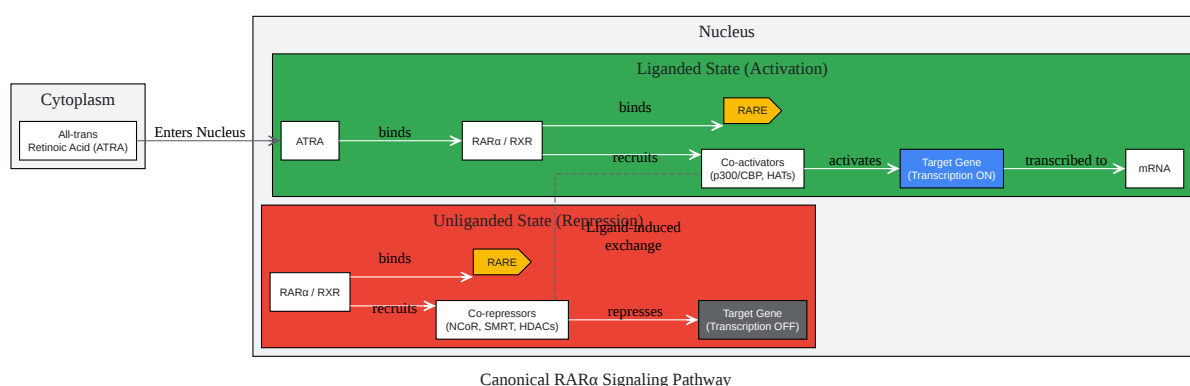 Nucleus
Liganded State (Activation)
Cytoplasm
All-trans
Retinoic Acid (ATRA)
Enters Nucleus
ATRA
binds
RARα / RXR
binds
RARE
recruits
Co-activators
(p300/CBP, HATs)
activates
Target Gene
(Transcription ON)
transcribed to
mRNA
Unliganded State (Repression)
Ligand-induced
exchange
RARα / RXR
binds
RARE
recruits
Co-repressors
(NCoR, SMRT, HDACs)
represses
Target Gene
(Transcription OFF)
Canonical RARα Signaling Pathway